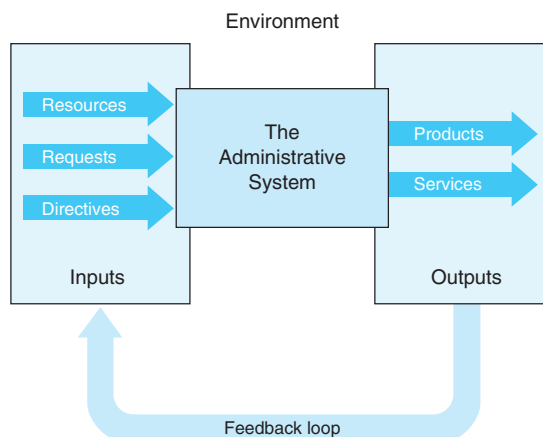 Environment
Resources
Requests
Directives
Inputs
The
Administrative
System
Products
Services
Outputs
Feedback loop